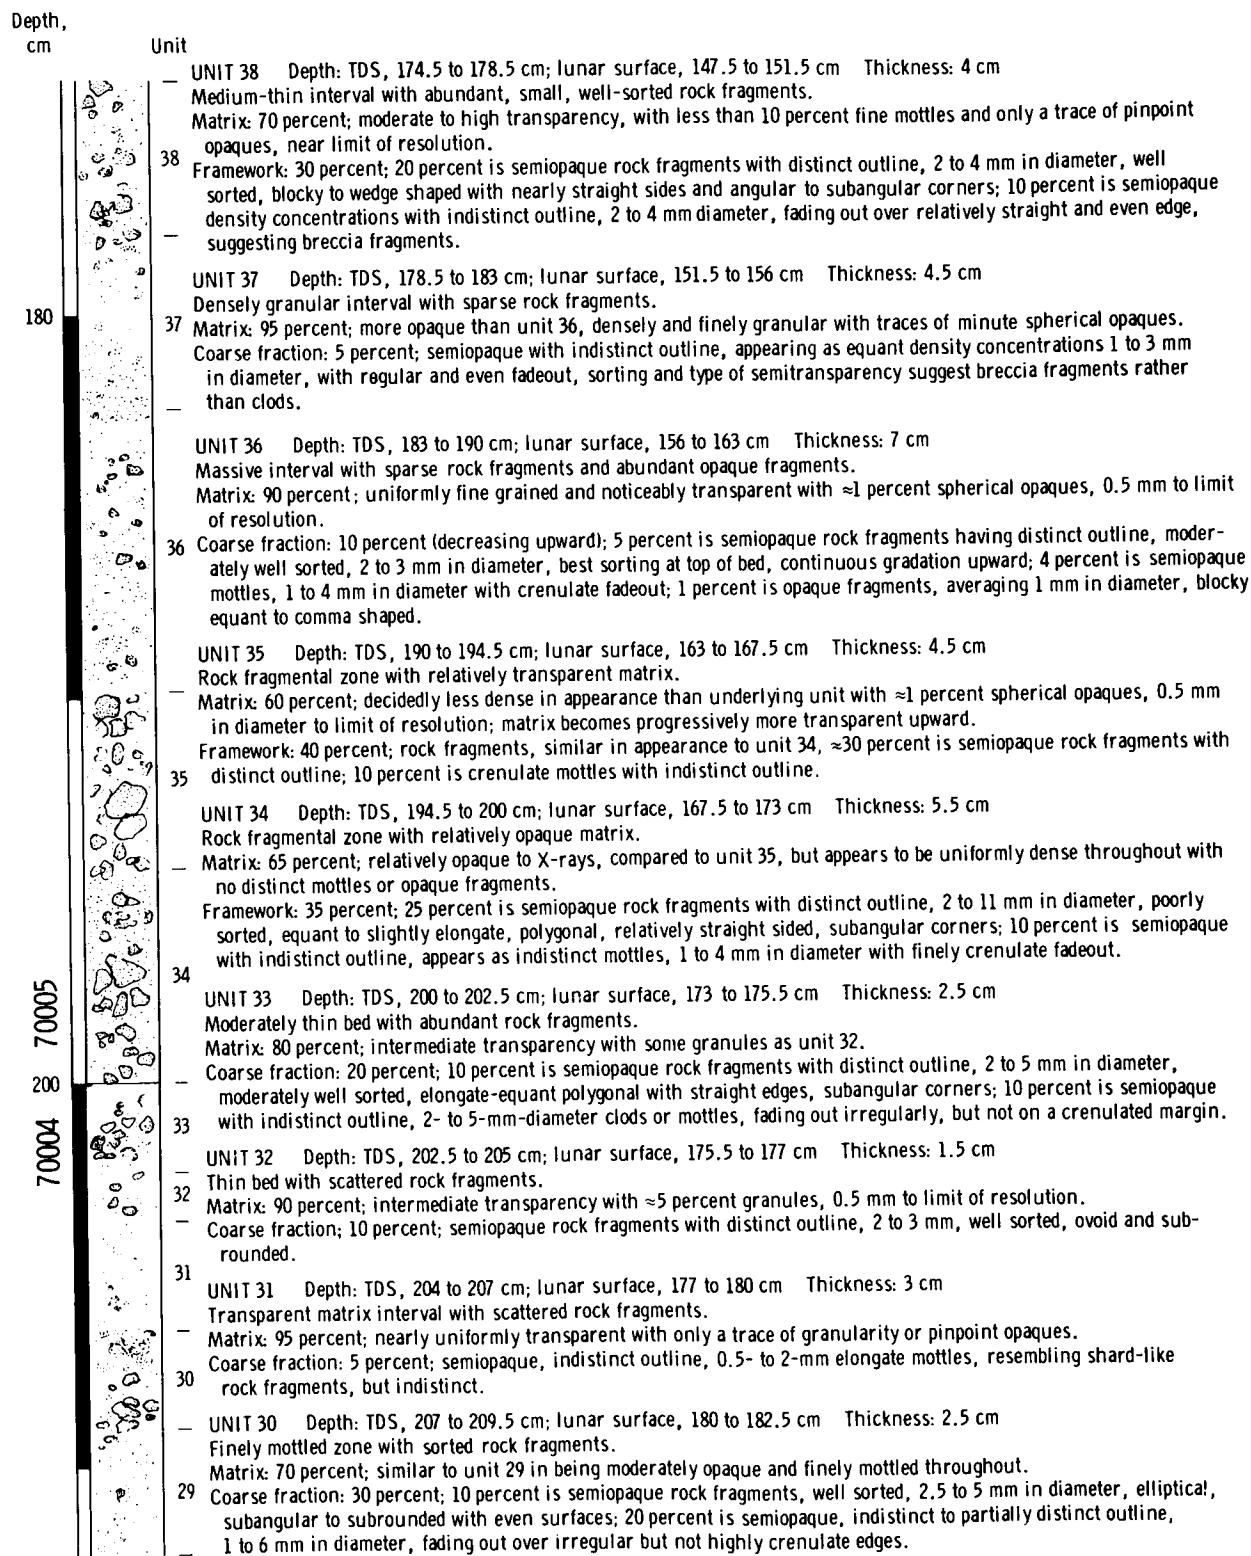 Depth,
cm
Unit
UNIT 38 Depth: TDS, 174.5 to 178.5 cm; lunar surface, 147.5 to 151.5 cm Thickness: 4 cm
Medium-thin interval with abundant, small, well-sorted rock fragments.
Matrix: 70 percent; moderate to high transparency, with less than 10 percent fine mottles and only a trace of pinpoint
opaques, near limit of resolution.
38
Framework: 30 percent; 20 percent is semiopaque rock fragments with distinct outline, 2 to 4 mm in diameter, well
sorted, blocky to wedge shaped with nearly straight sides and angular to subangular corners; 10 percent is semiopaque
density concentrations with indistinct outline, 2 to 4 mm diameter, fading out over relatively straight and even edge,
suggesting breccia fragments.
UNIT 37 Depth: TDS, 178.5 to 183 cm; lunar surface, 151.5 to 156 cm Thickness: 4.5 cm
Densely granular interval with sparse rock fragments.
180
37
Matrix: 95 percent; more opaque than unit 36, densely and finely granular with traces of minute spherical opaques.
Coarse fraction: 5 percent; semiopaque with indistinct outline, appearing as equant density concentrations 1 to 3 mm
in diameter, with regular and even fadeout, sorting and type of semitransparency suggest breccia fragments rather
than clods.
UNIT 36 Depth: TDS, 183 to 190 cm; lunar surface, 156 to 163 cm Thickness: 7 cm
Massive interval with sparse rock fragments and abundant opaque fragments.
Matrix: 90 percent; uniformly fine grained and noticeably transparent with ≈1 percent spherical opaques, 0.5 mm to limit
of resolution.
36
Coarse fraction: 10 percent (decreasing upward); 5 percent is semiopaque rock fragments having distinct outline, moder-
ately well sorted, 2 to 3 mm in diameter, best sorting at top of bed, continuous gradation upward; 4 percent is semiopaque
mottles, 1 to 4 mm in diameter with crenulate fadeout; 1 percent is opaque fragments, averaging 1 mm in diameter, blocky
equant to comma shaped.
UNIT 35 Depth: TDS, 190 to 194.5 cm; lunar surface, 163 to 167.5 cm Thickness: 4.5 cm
Rock fragmental zone with relatively transparent matrix.
Matrix: 60 percent; decidedly less dense in appearance than underlying unit with ≈1 percent spherical opaques, 0.5 mm
in diameter to limit of resolution; matrix becomes progressively more transparent upward.
Framework: 40 percent; rock fragments, similar in appearance to unit 34, ≈30 percent is semiopaque rock fragments with
35
distinct outline; 10 percent is crenulate mottles with indistinct outline.
UNIT 34 Depth: TDS, 194.5 to 200 cm; lunar surface, 167.5 to 173 cm Thickness: 5.5 cm
Rock fragmental zone with relatively opaque matrix.
Matrix: 65 percent; relatively opaque to X-rays, compared to unit 35, but appears to be uniformly dense throughout with
no distinct mottles or opaque fragments.
Framework: 35 percent; 25 percent is semiopaque rock fragments with distinct outline, 2 to 11 mm in diameter, poorly
sorted, equant to slightly elongate, polygonal, relatively straight sided, subangular corners; 10 percent is semiopaque
with indistinct outline, appears as indistinct mottles, 1 to 4 mm in diameter with finely crenulate fadeout.
34
70005
UNIT 33 Depth: TDS, 200 to 202.5 cm; lunar surface, 173 to 175.5 cm Thickness: 2.5 cm
Moderately thin bed with abundant rock fragments.
Matrix: 80 percent; intermediate transparency with some granules as unit 32.
Coarse fraction: 20 percent; 10 percent is semiopaque rock fragments with distinct outline, 2 to 5 mm in diameter,
200
moderately well sorted, elongate-equant polygonal with straight edges, subangular corners; 10 percent is semiopaque
33
with indistinct outline, 2- to 5-mm-diameter clods or mottles, fading out irregularly, but not on a crenulated margin.
70004
UNIT 32 Depth: TDS, 202.5 to 205 cm; lunar surface, 175.5 to 177 cm Thickness: 1.5 cm
Thin bed with scattered rock fragments.
32
Matrix: 90 percent; intermediate transparency with ≈5 percent granules, 0.5 mm to limit of resolution.
Coarse fraction; 10 percent; semiopaque rock fragments with distinct outline, 2 to 3 mm, well sorted, ovoid and sub-
rounded.
31
UNIT 31 Depth: TDS, 204 to 207 cm; lunar surface, 177 to 180 cm Thickness: 3 cm
Transparent matrix interval with scattered rock fragments.
Matrix: 95 percent; nearly uniformly transparent with only a trace of granularity or pinpoint opaques.
Coarse fraction: 5 percent; semiopaque, indistinct outline, 0.5- to 2-mm elongate mottles, resembling shard-like
30
rock fragments, but indistinct.
UNIT 30 Depth: TDS, 207 to 209.5 cm; lunar surface, 180 to 182.5 cm Thickness: 2.5 cm
Finely mottled zone with sorted rock fragments.
Matrix: 70 percent; similar to unit 29 in being moderately opaque and finely mottled throughout.
29
Coarse fraction: 30 percent; 10 percent is semiopaque rock fragments, well sorted, 2.5 to 5 mm in diameter, elliptical,
subangular to subrounded with even surfaces; 20 percent is semiopaque, indistinct to partially distinct outline,
1 to 6 mm in diameter, fading out over irregular but not highly crenulate edges.